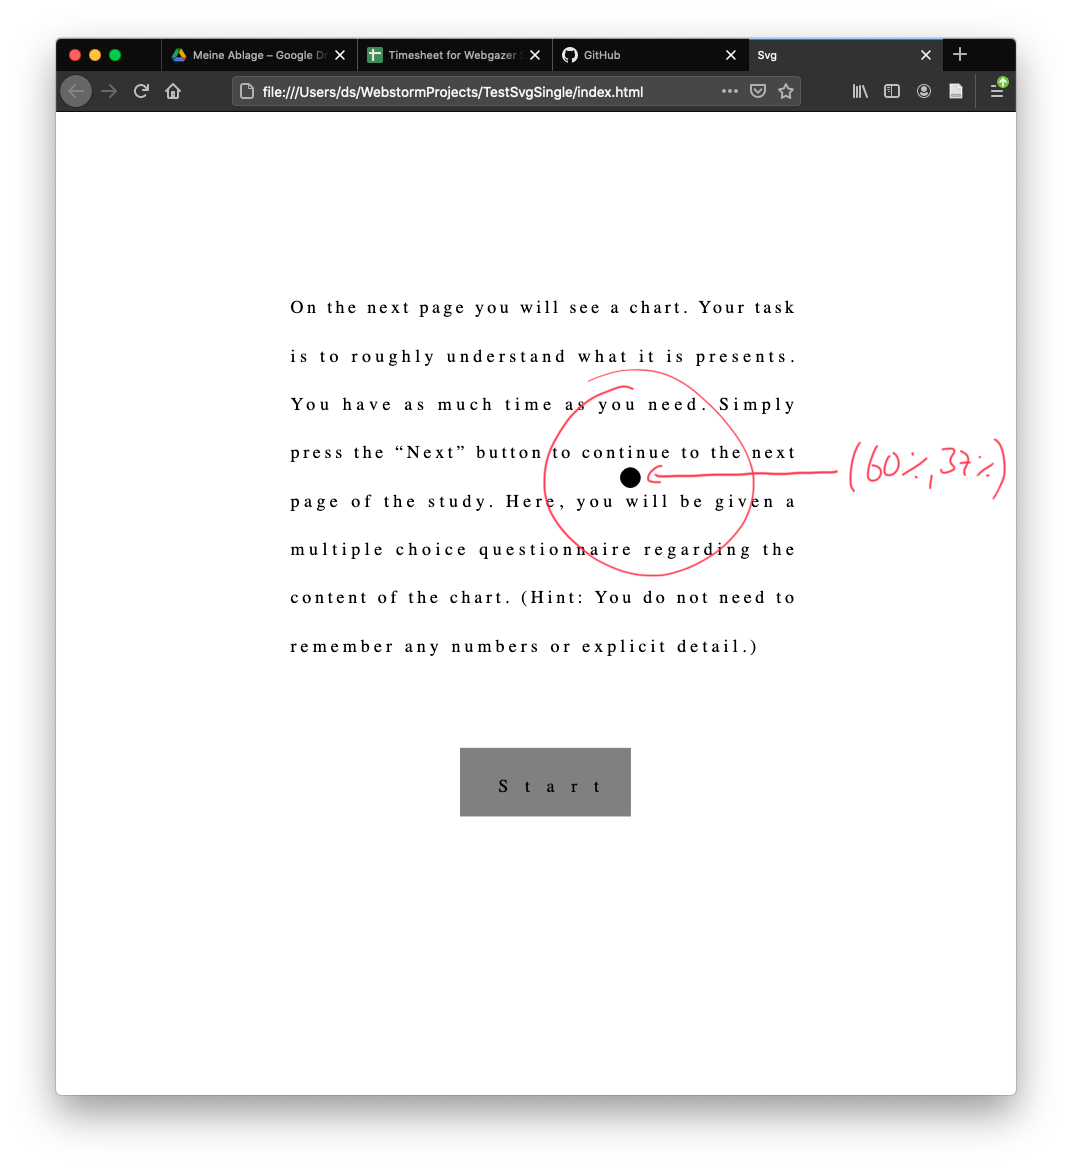 Meine Ablage – Google Dr
Timesheet for Webgazer
GitHub
Svg
file:///Users/ds/WebstormProjects/TestSvgSingle/index.html
On the next page you will see a chart. Your task
is to roughly understand what it is presents.
You have as much time as you need. Simply
press the “Next” button to continue to the next
page of the study. Here, you will be given a
multiple choice questionnaire regarding the
content of the chart. (Hint: You do not need to
remember any numbers or explicit detail.)
(60%, 37%)
Start